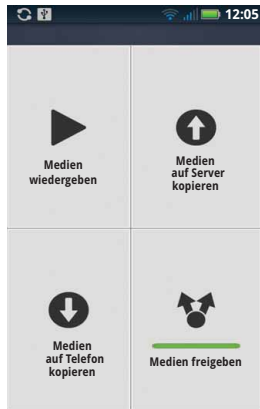 12:05
Medien
wiedergeben
Medien
auf Server
kopieren
Medien
auf Telefon
kopieren
Medien freigeben